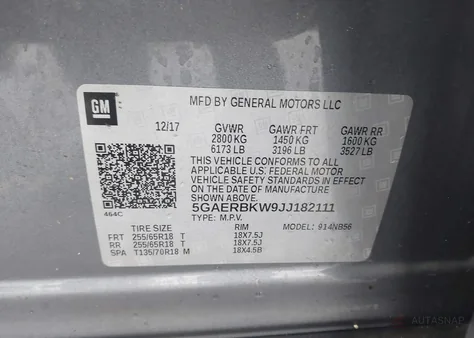 GM
MFD BY GENERAL MOTORS LLC
12/17 GVWR GAWR FRT GAWR RR
2800 KG 1450 KG 1600 KG
6173 LB 3196 LB 3527 LB
THIS VEHICLE CONFORMS TO ALL
APPLICABLE U.S. FEDERAL MOTOR
VEHICLE SAFETY STANDARDS IN EFFECT
ON THE DATE OF MANUFACTURE
SHOWN ABOVE.
464C 5GAERBKW9JJ182111
TYPE: M.P.V.
TIRE SIZE RIM MODEL: 914NB56
FRT 255/65R18 T 18X7.5J
RR 255/65R18 T 18X7.5J
SPA T135/70R18 M 18X4.5B
AUTASNAP